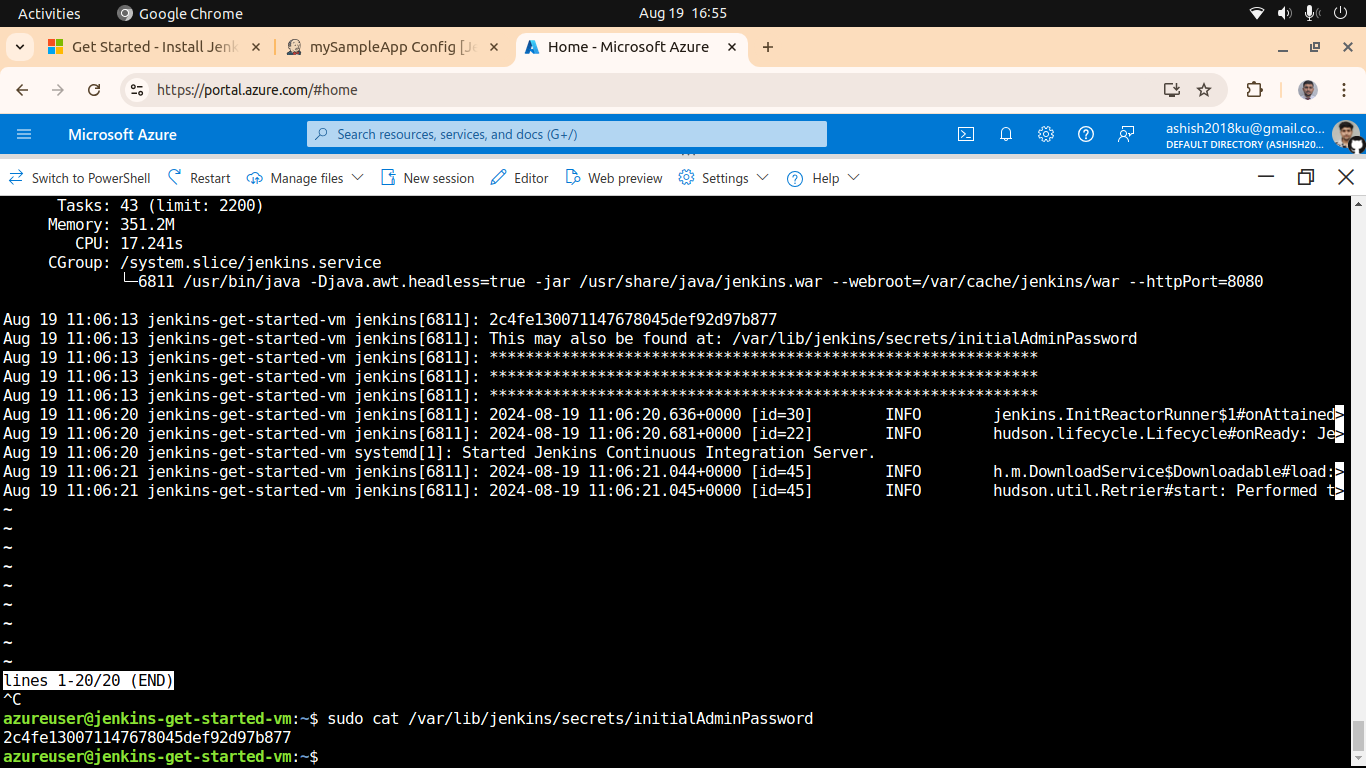 Activities Google Chrome Aug 19 16:55
Get Started - Install Jenk mySampleApp Config [Je Home - Microsoft Azure
https://portal.azure.com/#home
Microsoft Azure Search resources, services, and docs (G+/) ashish2018ku@gmail.co...
DEFAULT DIRECTORY (ASHISH20...
Switch to PowerShell Restart Manage files New session Editor Web preview Settings Help
Tasks: 43 (limit: 2200)
Memory: 351.2M
CPU: 17.241s
CGroup: /system.slice/jenkins.service
└─6811 /usr/bin/java -Djava.awt.headless=true -jar /usr/share/java/jenkins.war --webroot=/var/cache/jenkins/war --httpPort=8080
Aug 19 11:06:13 jenkins-get-started-vm jenkins[6811]: 2c4fe130071147678045def92d97b877
Aug 19 11:06:13 jenkins-get-started-vm jenkins[6811]: This may also be found at: /var/lib/jenkins/secrets/initialAdminPassword
Aug 19 11:06:13 jenkins-get-started-vm jenkins[6811]: *************************************************************
Aug 19 11:06:13 jenkins-get-started-vm jenkins[6811]: *************************************************************
Aug 19 11:06:13 jenkins-get-started-vm jenkins[6811]: *************************************************************
Aug 19 11:06:20 jenkins-get-started-vm jenkins[6811]: 2024-08-19 11:06:20.636+0000 [id=30] INFO jenkins.InitReactorRunner$1#onAttained>
Aug 19 11:06:20 jenkins-get-started-vm jenkins[6811]: 2024-08-19 11:06:20.681+0000 [id=22] INFO hudson.lifecycle.Lifecycle#onReady: Je>
Aug 19 11:06:20 jenkins-get-started-vm systemd[1]: Started Jenkins Continuous Integration Server.
Aug 19 11:06:21 jenkins-get-started-vm jenkins[6811]: 2024-08-19 11:06:21.044+0000 [id=45] INFO h.m.DownloadService$Downloadable#load:>
Aug 19 11:06:21 jenkins-get-started-vm jenkins[6811]: 2024-08-19 11:06:21.045+0000 [id=45] INFO hudson.util.Retrier#start: Performed t>
~
~
~
~
~
~
~
~
~
lines 1-20/20 (END)
^C
azureuser@jenkins-get-started-vm:~$ sudo cat /var/lib/jenkins/secrets/initialAdminPassword
2c4fe130071147678045def92d97b877
azureuser@jenkins-get-started-vm:~$